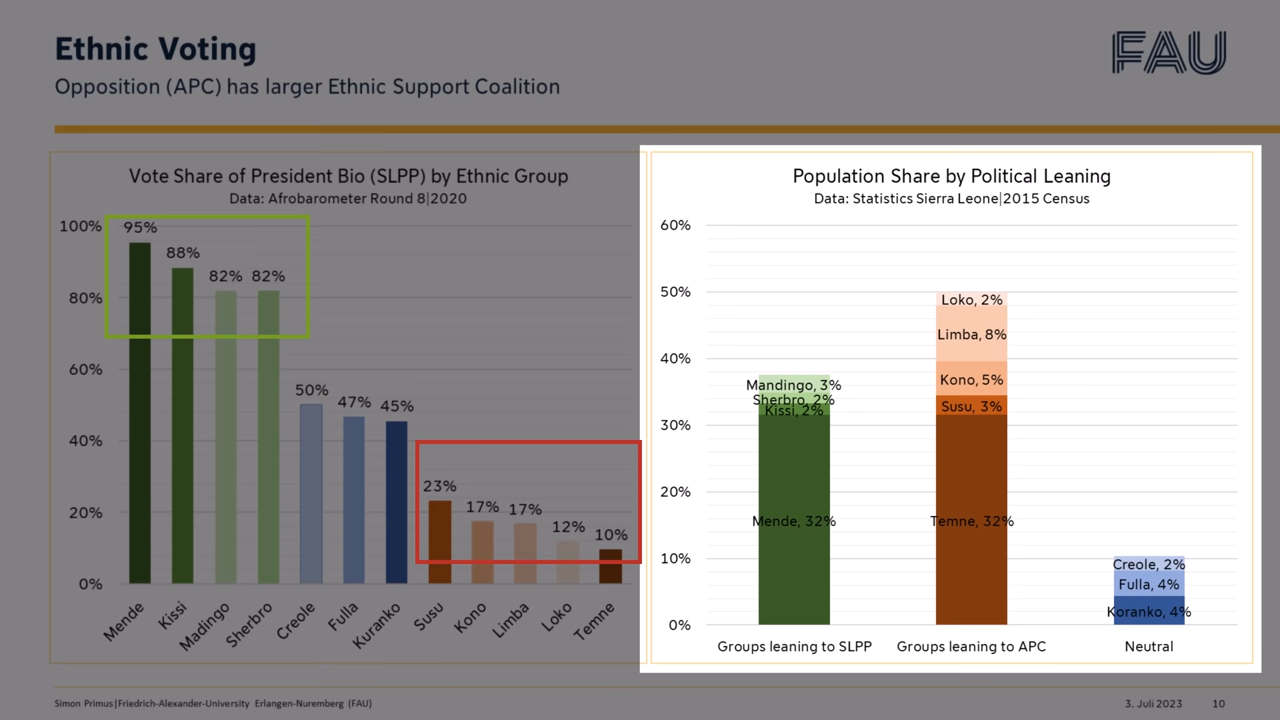 Ethnic Voting
Opposition (APC) has larger Ethnic Support Coalition
FAU
Vote Share of President Bio (SLPP) by Ethnic Group
Data: Afrobarometer Round 8|2020
100%
80%
60%
40%
20%
0%
95%
88%
82%
82%
50%
47%
45%
23%
17%
17%
12%
10%
Mende
Kissi
Madingo
Sherbro
Creole
Fulla
Kuranko
Susu
Kono
Limba
Loko
Temne
Population Share by Political Leaning
Data: Statistics Sierra Leone|2015 Census
60%
50%
40%
30%
20%
10%
0%
Mandingo, 3%
Sherbro, 2%
Kissi, 2%
Mende, 32%
Loko, 2%
Limba, 8%
Kono, 5%
Susu, 3%
Temne, 32%
Creole, 2%
Fulla, 4%
Koranko, 4%
Groups leaning to SLPP
Groups leaning to APC
Neutral
Simon Primus|Friedrich-Alexander-University Erlangen-Nuremberg (FAU)
3. Juli 2023
10